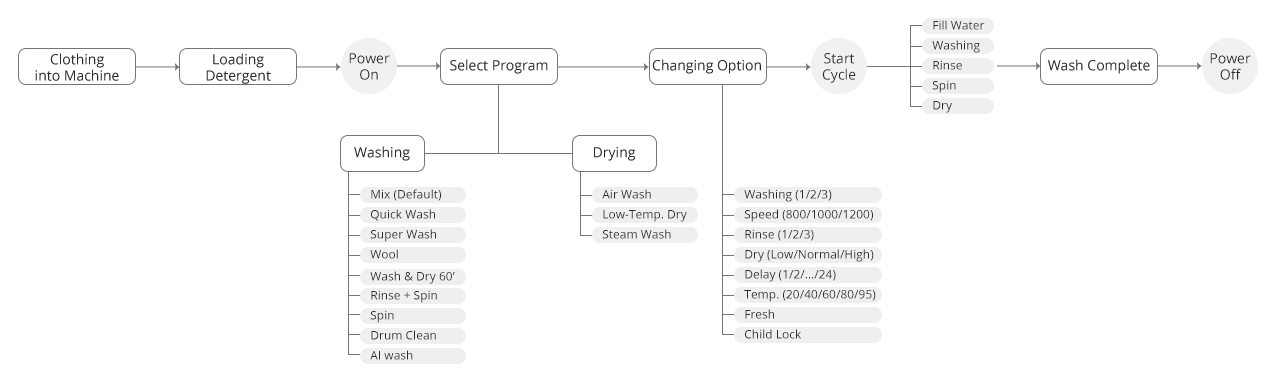 Clothing
into Machine
Loading
Detergent
Power
On
Select Program
Changing Option
Start
Cycle
Fill Water
Washing
Rinse
Spin
Dry
Wash Complete
Power
Off
Washing
Mix (Default)
Quick Wash
Super Wash
Wool
Wash & Dry 60'
Rinse + Spin
Spin
Drum Clean
AI wash
Drying
Air Wash
Low-Temp. Dry
Steam Wash
Washing (1/2/3)
Speed (800/1000/1200)
Rinse (1/2/3)
Dry (Low/Normal/High)
Delay (1/2/.../24)
Temp. (20/40/60/80/95)
Fresh
Child Lock